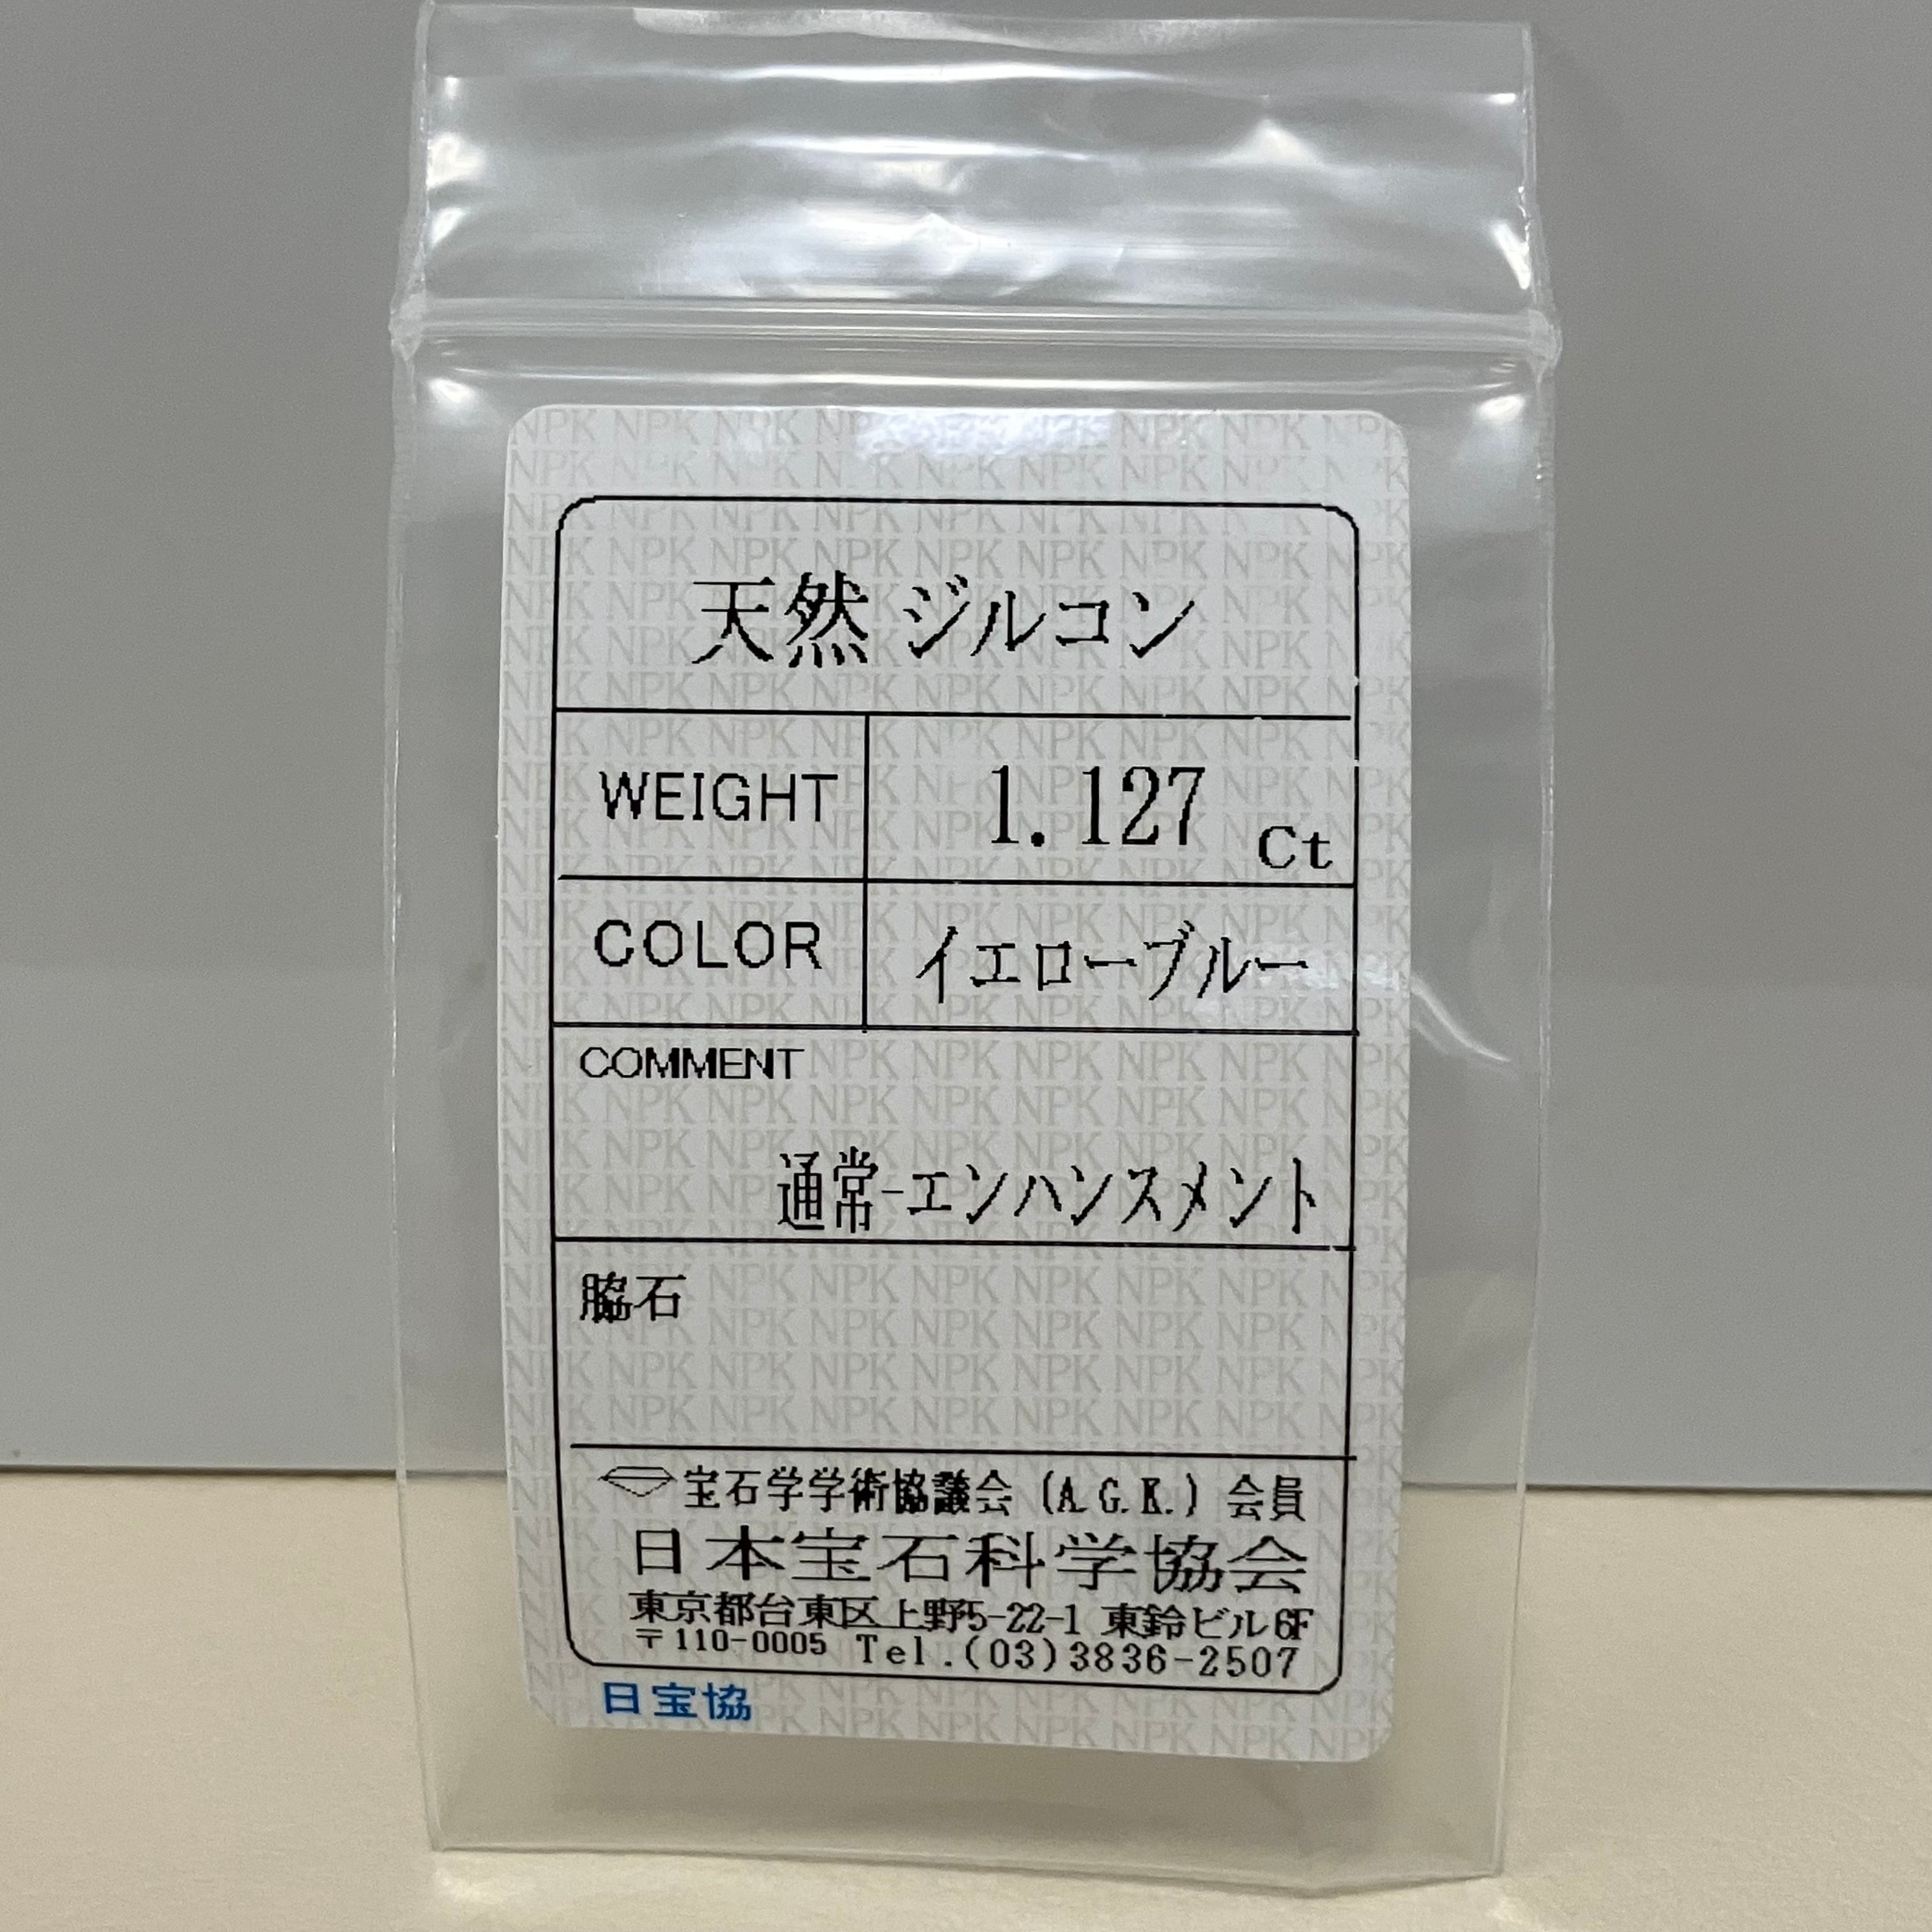 天然 ジルコン
WEIGHT 1.127 Ct
COLOR イエローブルー
COMMENT
通常-エンハンスメント
脇石
宝石学学術協議会 (A.G.K.) 会員
日本宝石科学協会
東京都台東区上野5-22-1 東鈴ビル6F
〒110-0005 Tel.(03)3836-2507
日宝協